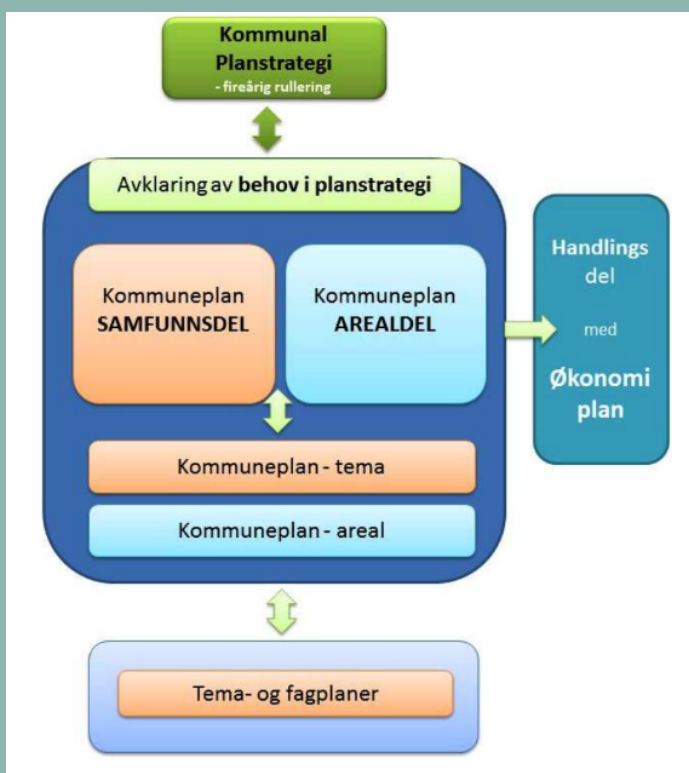 Kommunal
Planstrategi
- fireårig rullering
Avklaring av behov i planstrategi
Kommuneplan
SAMFUNNSDEL
Kommuneplan
AREALDEL
Handlings
del
med
Økonomi
plan
Kommuneplan - tema
Kommuneplan - areal
Tema- og fagplaner